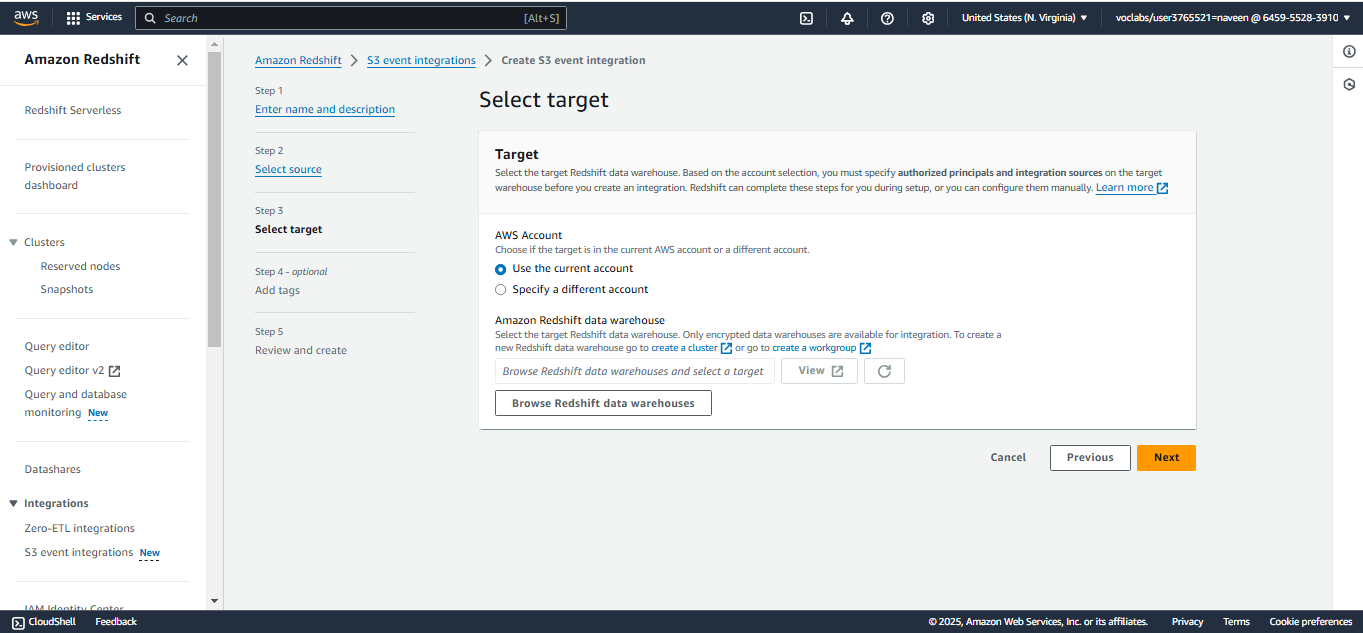 aws
Services
Search
[Alt+S]
United States (N. Virginia)
voclabs/user3765521=naveen @ 6459-5528-3910
Amazon Redshift
Redshift Serverless
Provisioned clusters
dashboard
Clusters
Reserved nodes
Snapshots
Query editor
Query editor v2
Query and database
monitoring New
Datashares
Integrations
Zero-ETL integrations
S3 event integrations New
IAM Identity Center
Amazon Redshift
S3 event integrations
Create S3 event integration
Step 1
Enter name and description
Step 2
Select source
Step 3
Select target
Step 4 - optional
Add tags
Step 5
Review and create
Select target
Target
Select the target Redshift data warehouse. Based on the account selection, you must specify authorized principals and integration sources on the target
warehouse before you create an integration. Redshift can complete these steps for you during setup, or you can configure them manually. Learn more
AWS Account
Choose if the target is in the current AWS account or a different account.
Use the current account
Specify a different account
Amazon Redshift data warehouse
Select the target Redshift data warehouse. Only encrypted data warehouses are available for integration. To create a
new Redshift data warehouse go to create a cluster or go to create a workgroup
Browse Redshift data warehouses and select a target
View
Browse Redshift data warehouses
Cancel
Previous
Next
CloudShell
Feedback
© 2025, Amazon Web Services, Inc. or its affiliates.
Privacy
Terms
Cookie preferences